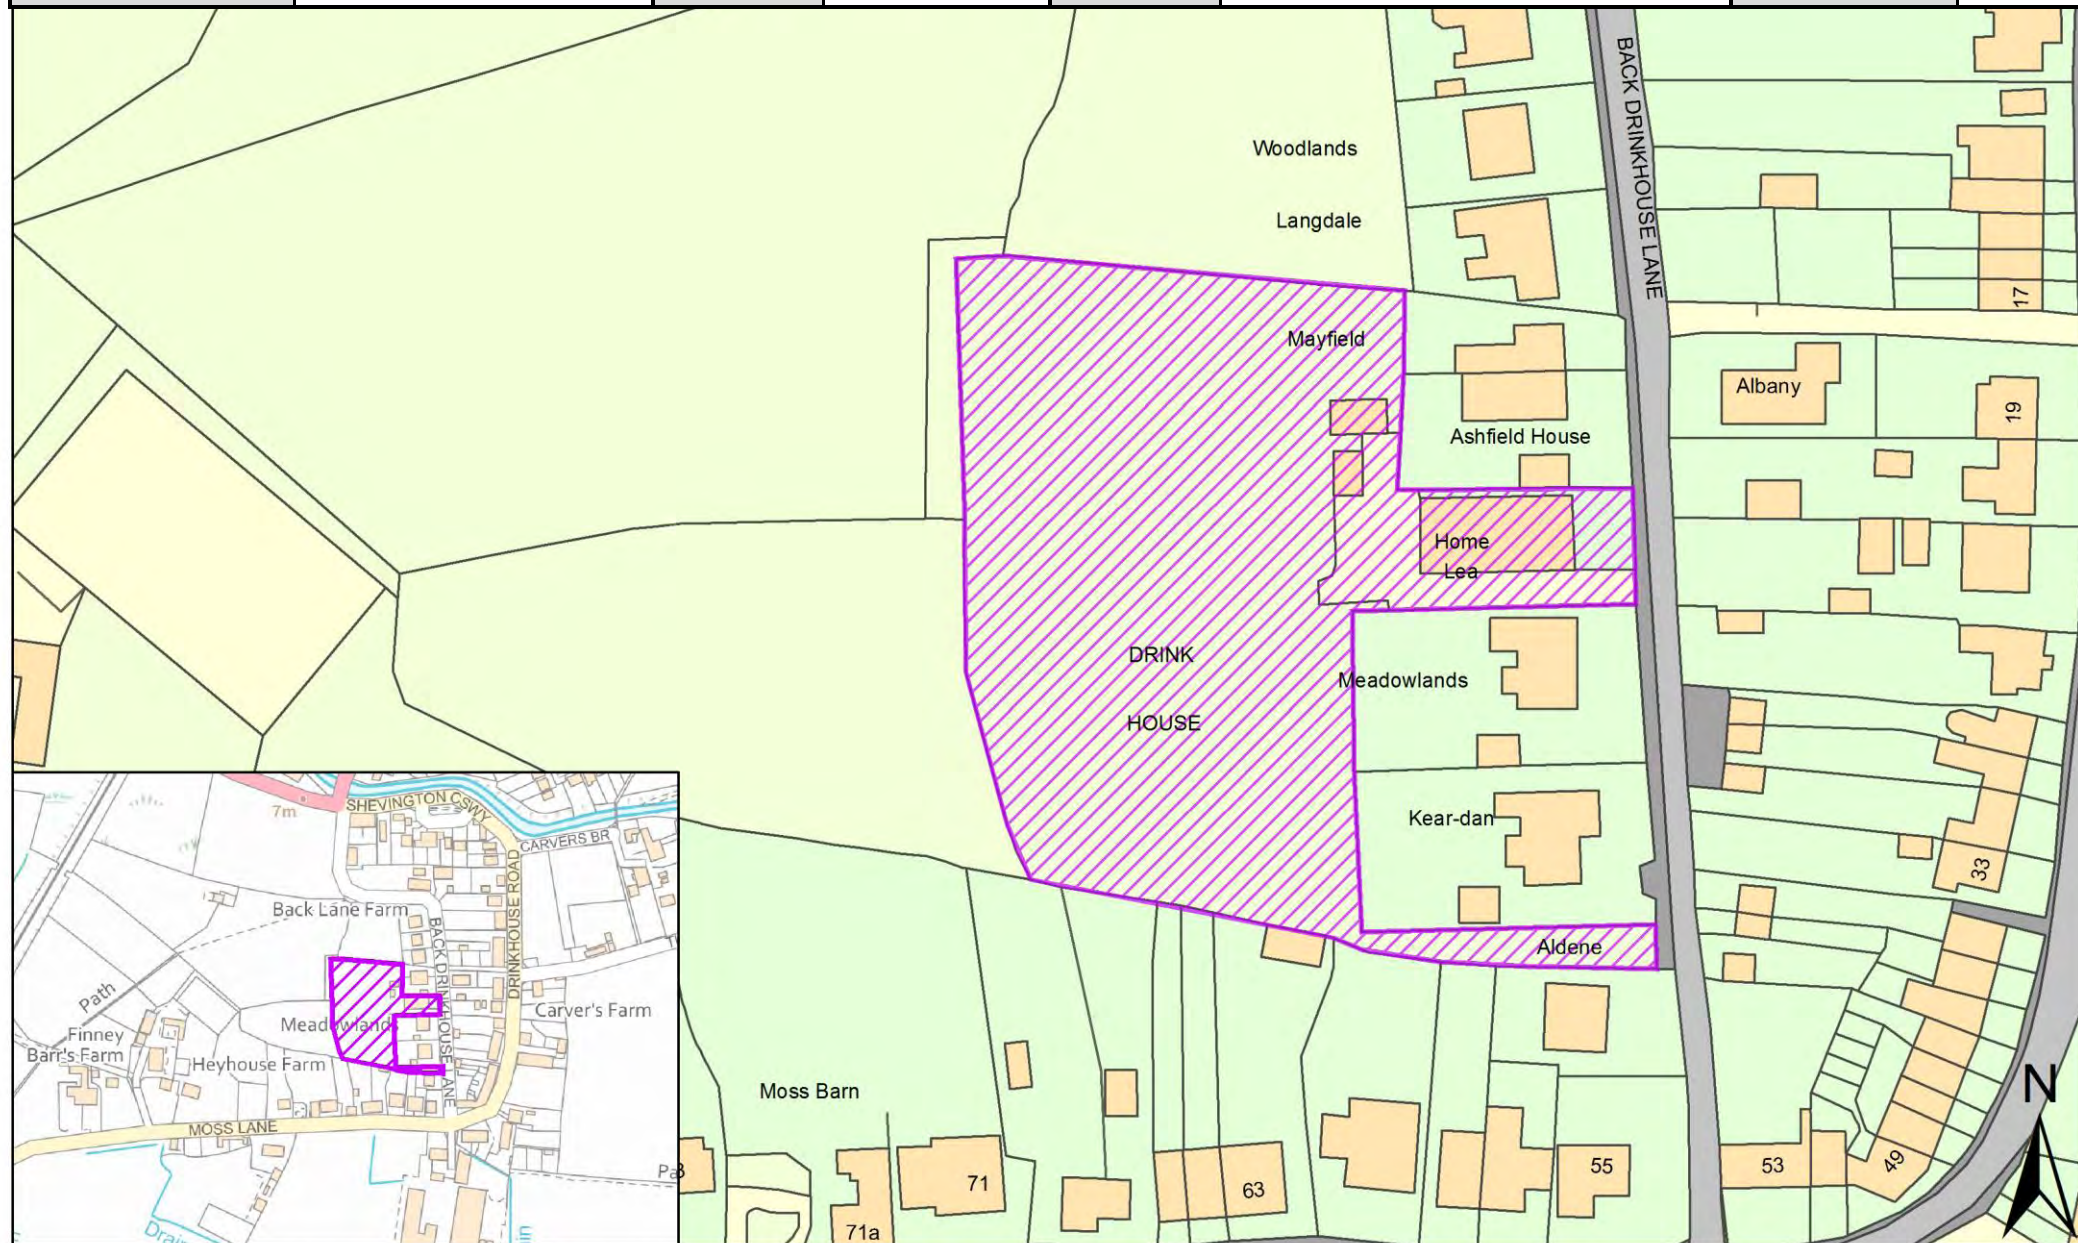 BACK DRINKHOUSE LANE
Woodlands
Langdale
17
Mayfield
Albany
19
Ashfield House
Home
Lea
DRINK
Meadowlands
HOUSE
Kear-dan
33
Aldene
Moss Barn
N
71
63
55
53
49
71a
7m
SHEVINGTON CSWY
CARVERS BR
DRINKHOUSE ROAD
Back Lane Farm
BACK DRINKHOUSE LANE
Path
Carver's Farm
Meadowlands
Finney
Barr's Farm
Heyhouse Farm
MOSS LANE